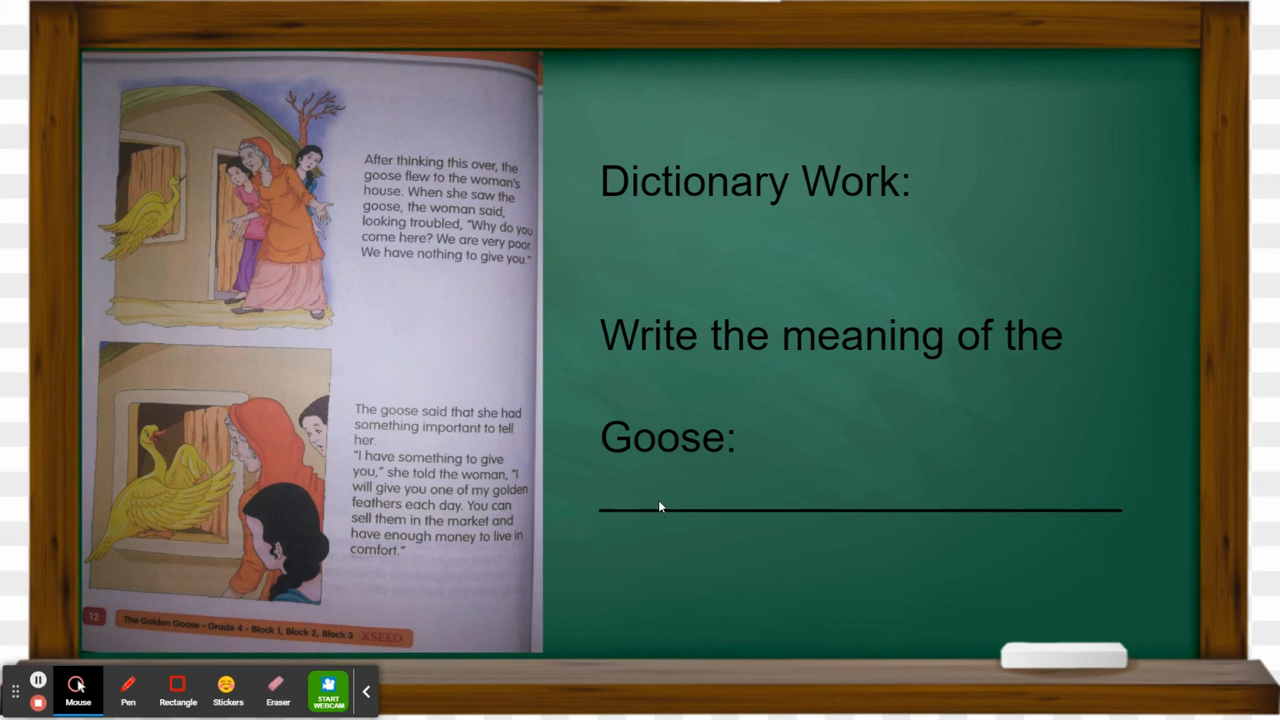 After thinking this over, the
goose flew to the woman's
house. When she saw the
goose, the woman said,
looking troubled, "Why do you
come here? We are very poor.
We have nothing to give you."
The goose said that she had
something important to tell
her.
"I have something to give
you," she told the woman, "I
will give you one of my golden
feathers each day. You can
sell them in the market and
have enough money to live in
comfort."
12
The Golden Goose - Grade 4 - Block 1, Block 2, Block 3 XSEED
Dictionary Work:
Write the meaning of the
Goose:
Mouse
Pen
Rectangle
Stickers
Eraser
START
WEBCAM